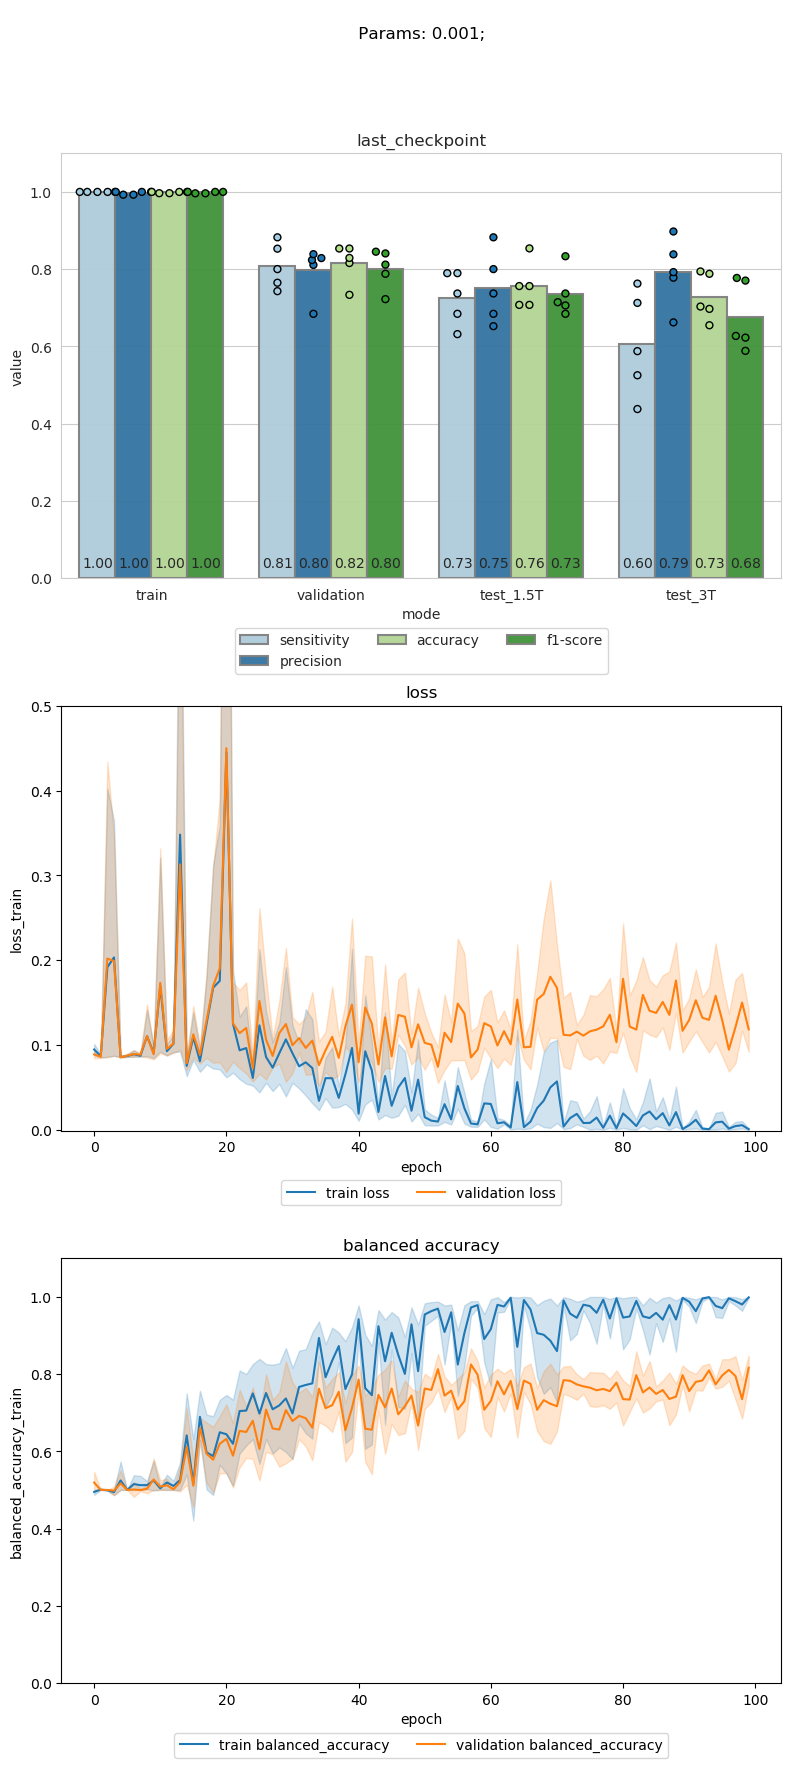 Params: 0.001;
last_checkpoint
value
1.0
0.8
0.6
0.4
0.2
0.0
1.00 1.00 1.00 1.00 0.81 0.80 0.82 0.80 0.73 0.75 0.76 0.73 0.60 0.79 0.73 0.68
train validation test_1.5T test_3T
mode
sensitivity accuracy f1-score
precision
loss
loss_train
0.5
0.4
0.3
0.2
0.1
0.0
0 20 40 60 80 100
epoch
train loss validation loss
balanced accuracy
balanced_accuracy_train
1.0
0.8
0.6
0.4
0.2
0.0
0 20 40 60 80 100
epoch
train balanced_accuracy validation balanced_accuracy